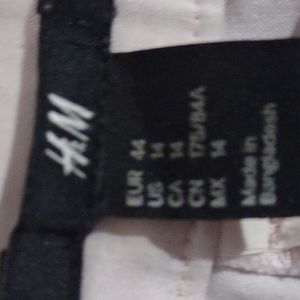 H&M
EUR 44
US 14
CA 14
CN 175/84A
MX 14
Made in
Bangladesh